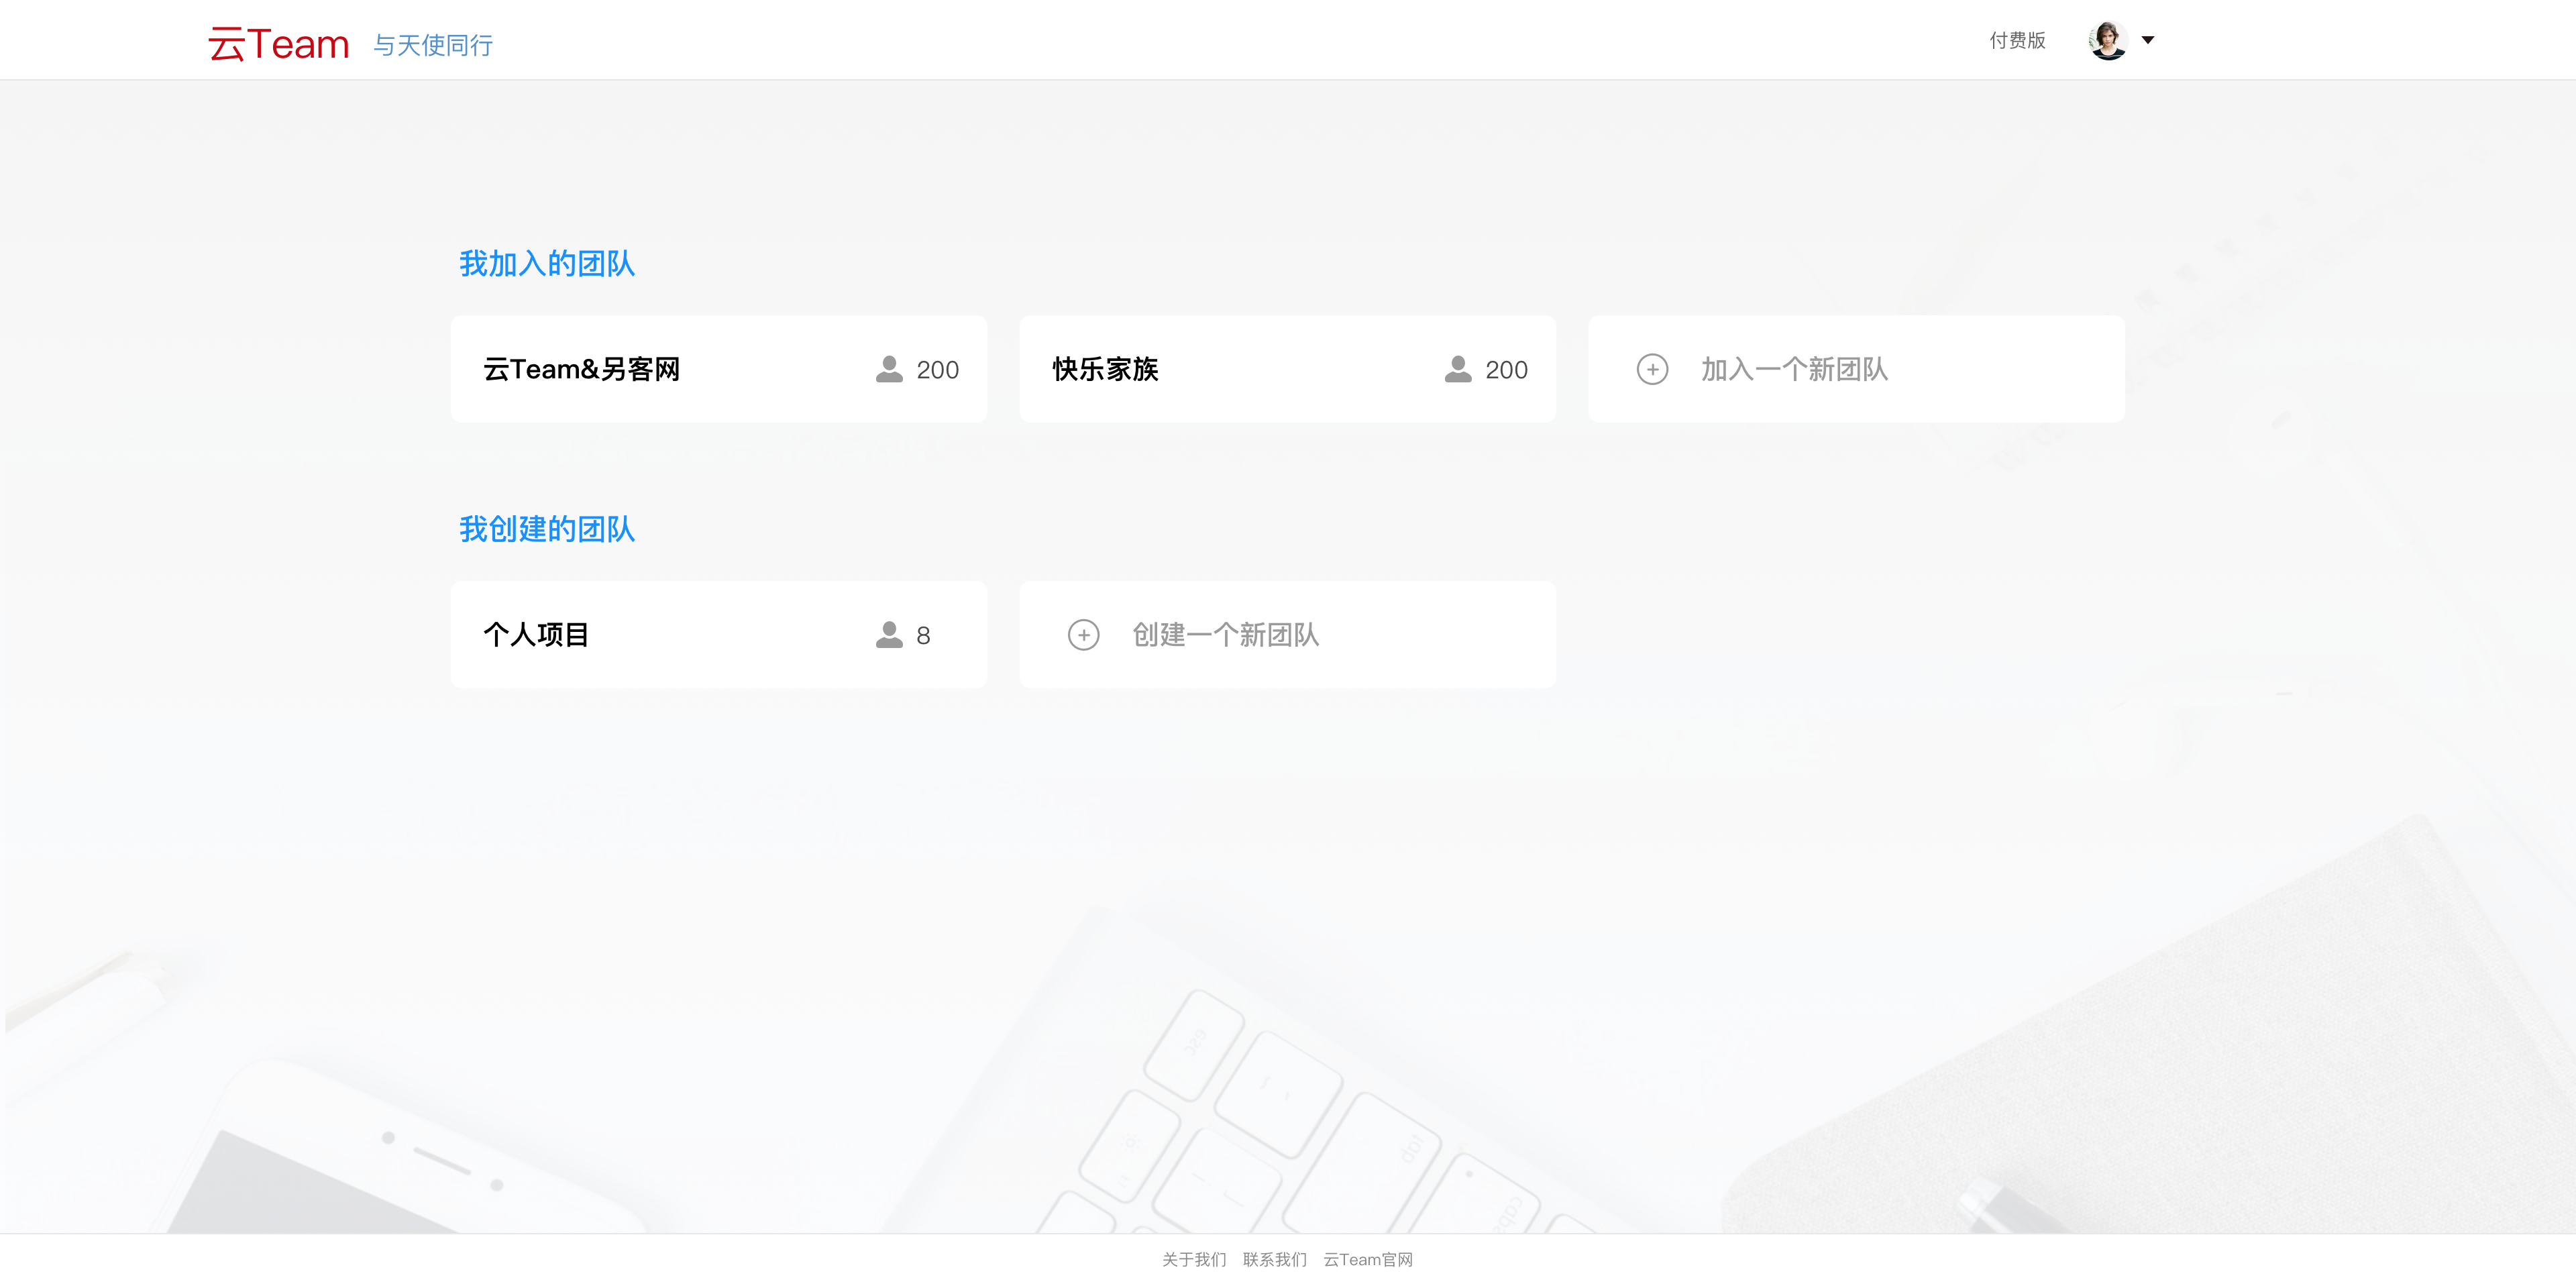 云Team 与天使同行 付费版
我加入的团队
云Team&另客网 200 快乐家族 200 加入一个新团队
我创建的团队
个人项目 8 创建一个新团队
关于我们 联系我们 云Team官网